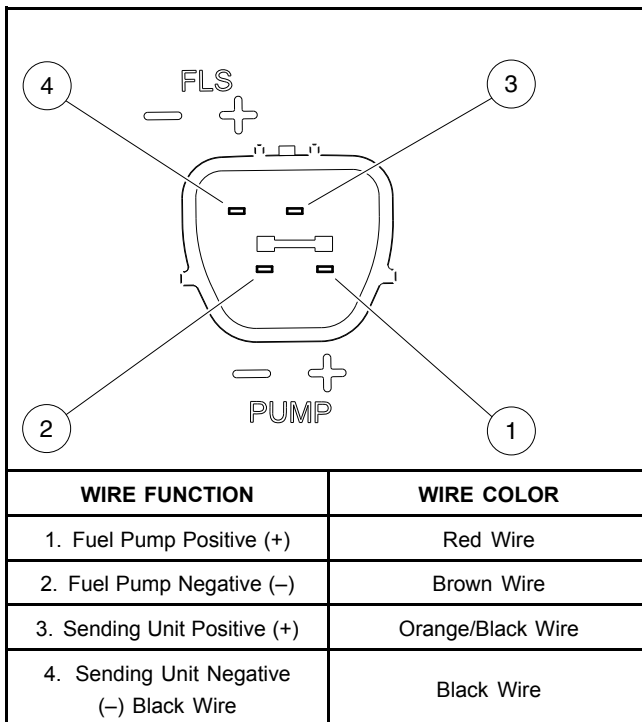 FLS
4
3
– +
– +
PUMP
2
1
WIRE FUNCTION
WIRE COLOR
1. Fuel Pump Positive (+)
Red Wire
2. Fuel Pump Negative (–)
Brown Wire
3. Sending Unit Positive (+)
Orange/Black Wire
4. Sending Unit Negative
(–) Black Wire
Black Wire